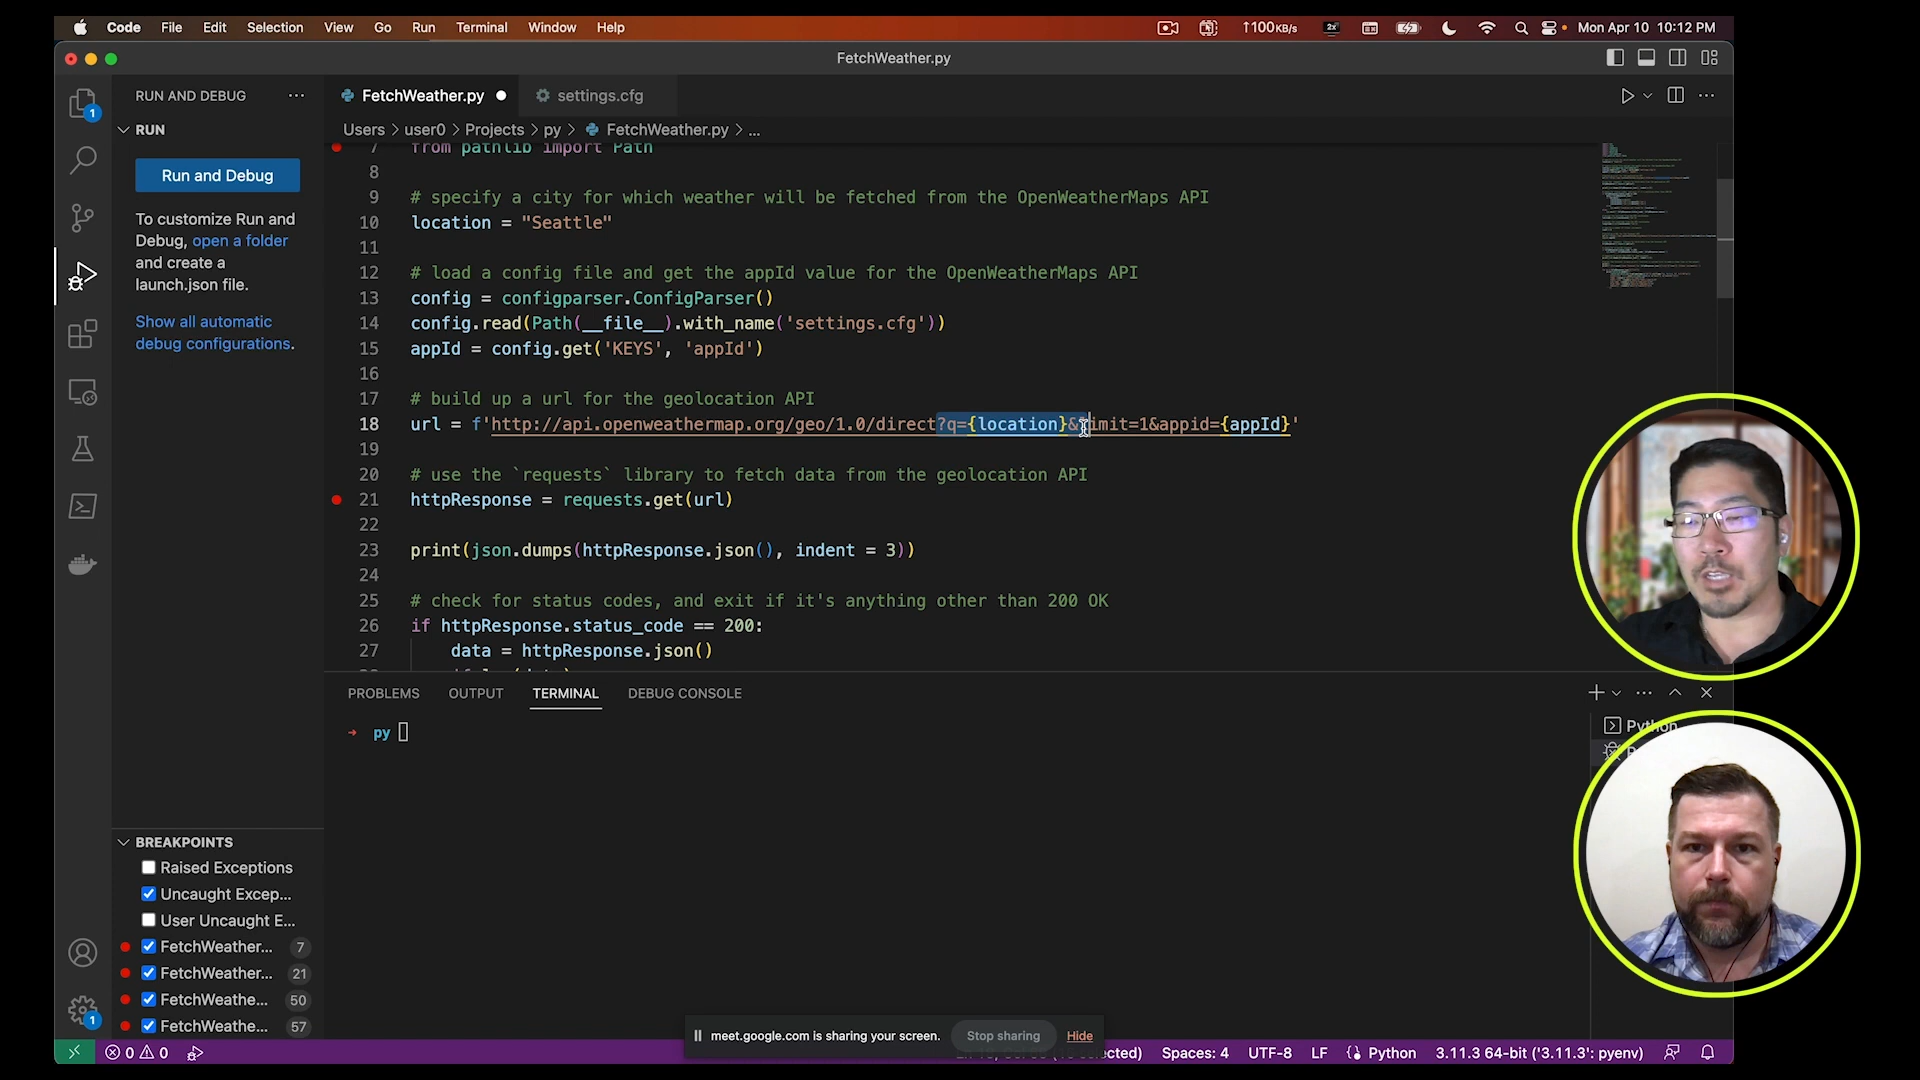 Code File Edit Selection View Go Run Terminal Window Help
↑100KB/s
2x
Mon Apr 10 10:12 PM
FetchWeather.py
1
RUN AND DEBUG ···
RUN
Run and Debug
To customize Run and
Debug, open a folder
and create a
launch.json file.
Show all automatic
debug configurations.
FetchWeather.py
settings.cfg
Users > user0 > Projects > py > FetchWeather.py > ...
7 from pathlib import Path
8
9 # specify a city for which weather will be fetched from the OpenWeatherMaps API
10 location = "Seattle"
11
12 # load a config file and get the appId value for the OpenWeatherMaps API
13 config = configparser.ConfigParser()
14 config.read(Path(__file__).with_name('settings.cfg'))
15 appId = config.get('KEYS', 'appId')
16
17 # build up a url for the geolocation API
18 url = f'http://api.openweathermap.org/geo/1.0/direct?q={location}&limit=1&appid={appId}'
19
20 # use the `requests` library to fetch data from the geolocation API
21 httpResponse = requests.get(url)
22
23 print(json.dumps(httpResponse.json(), indent = 3))
24
25 # check for status codes, and exit if it's anything other than 200 OK
26 if httpResponse.status_code == 200:
27 data = httpResponse.json()
PROBLEMS OUTPUT TERMINAL DEBUG CONSOLE
→ py
Python
BREAKPOINTS
Raised Exceptions
Uncaught Excep...
User Uncaught E...
FetchWeather... 7
FetchWeather... 21
FetchWeathe... 50
FetchWeathe... 57
1
meet.google.com is sharing your screen. Stop sharing Hide
0 0
Spaces: 4 UTF-8 LF Python 3.11.3 64-bit ('3.11.3': pyenv)